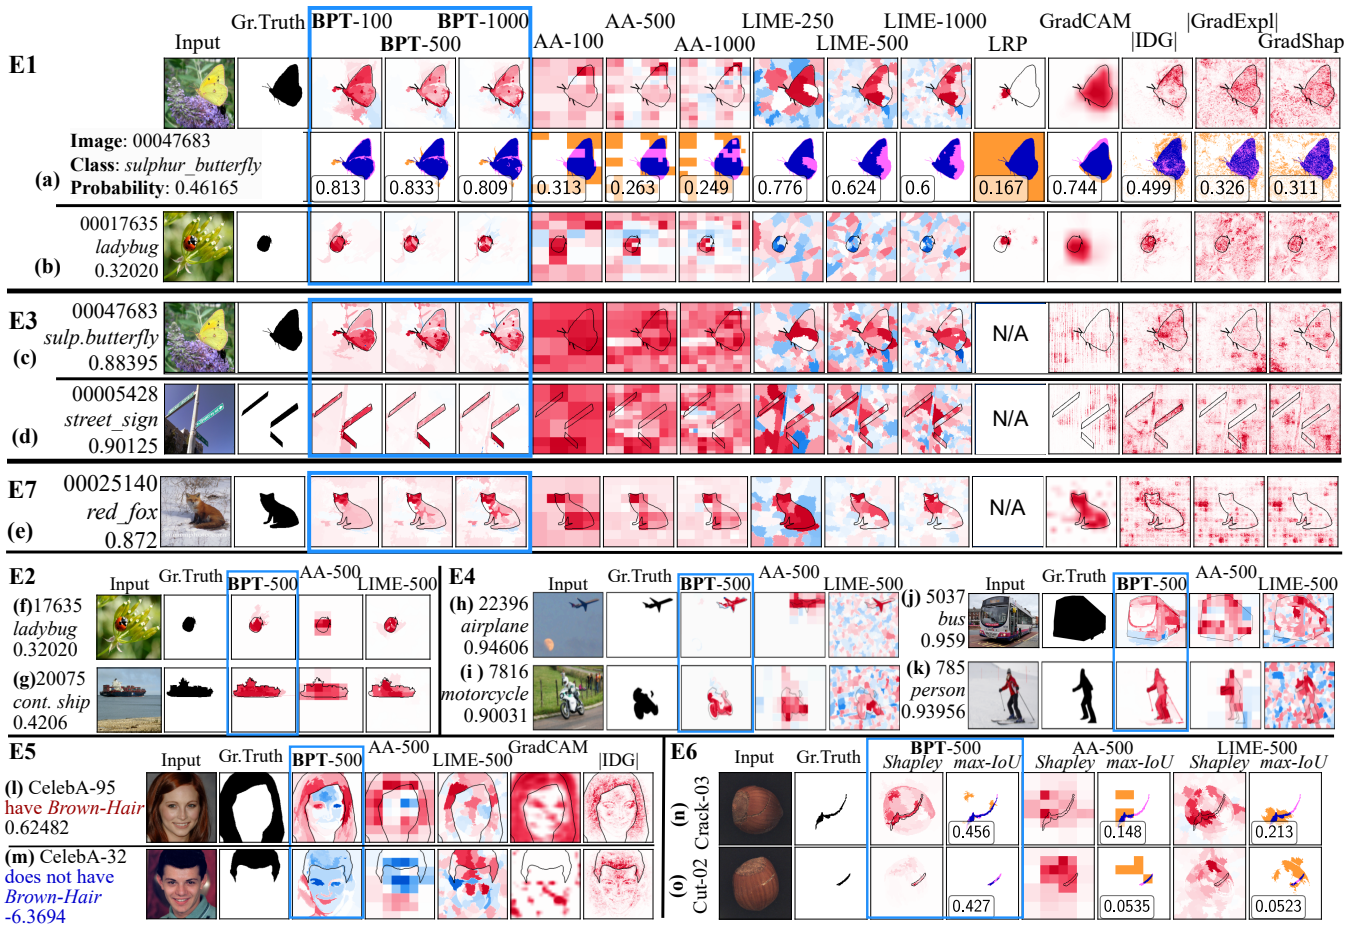 Input Gr.Truth BPT-100 BPT-500 BPT-1000 AA-100 AA-500 AA-1000 LIME-250 LIME-500 LIME-1000 LRP GradCAM |IDG| |GradExpl| GradShap
E1
Image: 00047683
Class: sulphur_butterfly
(a) Probability: 0.46165
0.813 0.833 0.809 0.313 0.263 0.249 0.776 0.624 0.6 0.167 0.744 0.499 0.326 0.311
00017635
ladybug
(b) 0.32020
E3 00047683
sulp.butterfly N/A
(c) 0.88395
00005428
street_sign N/A
(d) 0.90125
E7 00025140
red_fox N/A
(e) 0.872
E2 Input Gr.Truth BPT-500 AA-500 LIME-500
(f)17635
ladybug
0.32020
(g)20075
cont. ship
0.4206
E4 Input Gr.Truth BPT-500 AA-500 LIME-500
(h) 22396
airplane
0.94606
(i) 7816
motorcycle
0.90031
Input Gr.Truth BPT-500 AA-500 LIME-500
(j) 5037
bus
0.959
(k) 785
person
0.93956
E5 Input Gr.Truth BPT-500 AA-500 LIME-500 GradCAM |IDG|
(l) CelebA-95
have Brown-Hair
0.62482
(m) CelebA-32
does not have
Brown-Hair
-6.3694
E6 Input Gr.Truth BPT-500 AA-500 LIME-500
Shapley max-IoU Shapley max-IoU Shapley max-IoU
(n) Crack-03
0.456 0.148 0.213
(o) Cut-02
0.427 0.0535 0.0523